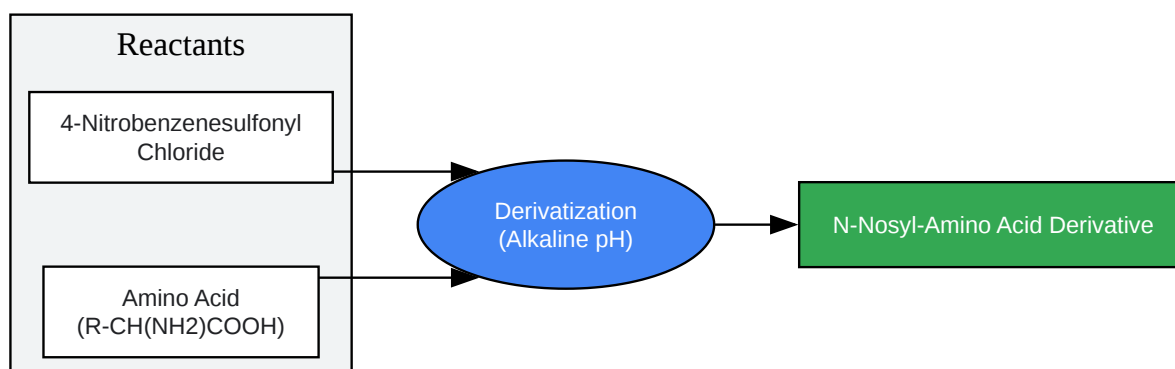 Reactants
4-Nitrobenzenesulfonyl
Chloride
Amino Acid
(R-CH(NH2)COOH)
Derivatization
(Alkaline pH)
N-Nosyl-Amino Acid Derivative